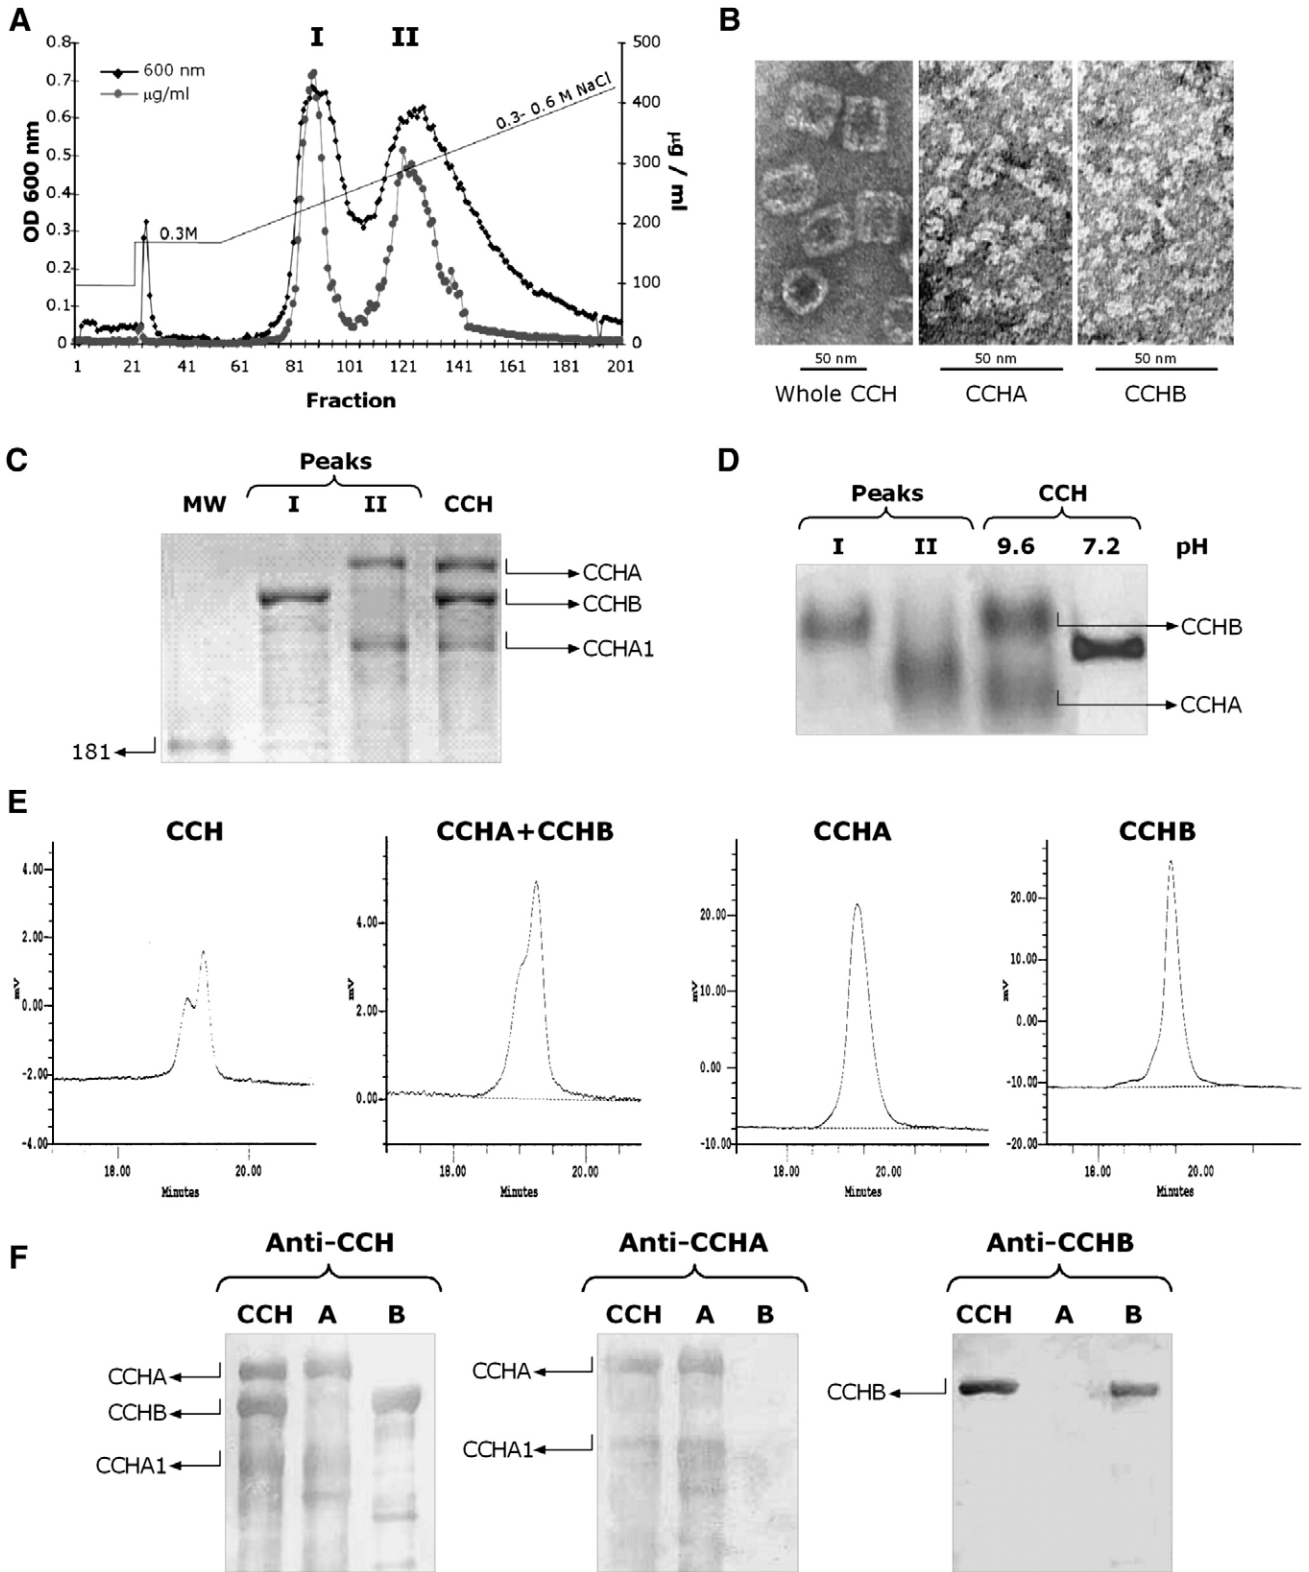 A
I II
0.8
0.7
0.6
0.5
0.4
0.3
0.2
0.1
0
OD 600 nm
600 nm
µg/ml
0.3M
0.3- 0.6 M NaCl
500
400
300
200
100
0
µg / ml
1 21 41 61 81 101 121 141 161 181 201
Fraction
B
50 nm 50 nm 50 nm
Whole CCH CCHA CCHB
C
Peaks
MW I II CCH
CCHA
CCHB
CCHA1
181
D
Peaks CCH
I II 9.6 7.2 pH
CCHB
CCHA
E
CCH
4.00
2.00
0.00
-2.00
-4.00
mV
18.00 20.00
Minutes
CCHA+CCHB
4.00
2.00
0.00
mV
18.00 20.00
Minutes
CCHA
20.00
10.00
0.00
-10.00
mV
18.00 20.00
Minutes
CCHB
20.00
10.00
0.00
-10.00
-20.00
mV
18.00 20.00
Minutes
F
Anti-CCH
CCH A B
CCHA
CCHB
CCHA1
Anti-CCHA
CCH A B
CCHA
CCHA1
Anti-CCHB
CCH A B
CCHB